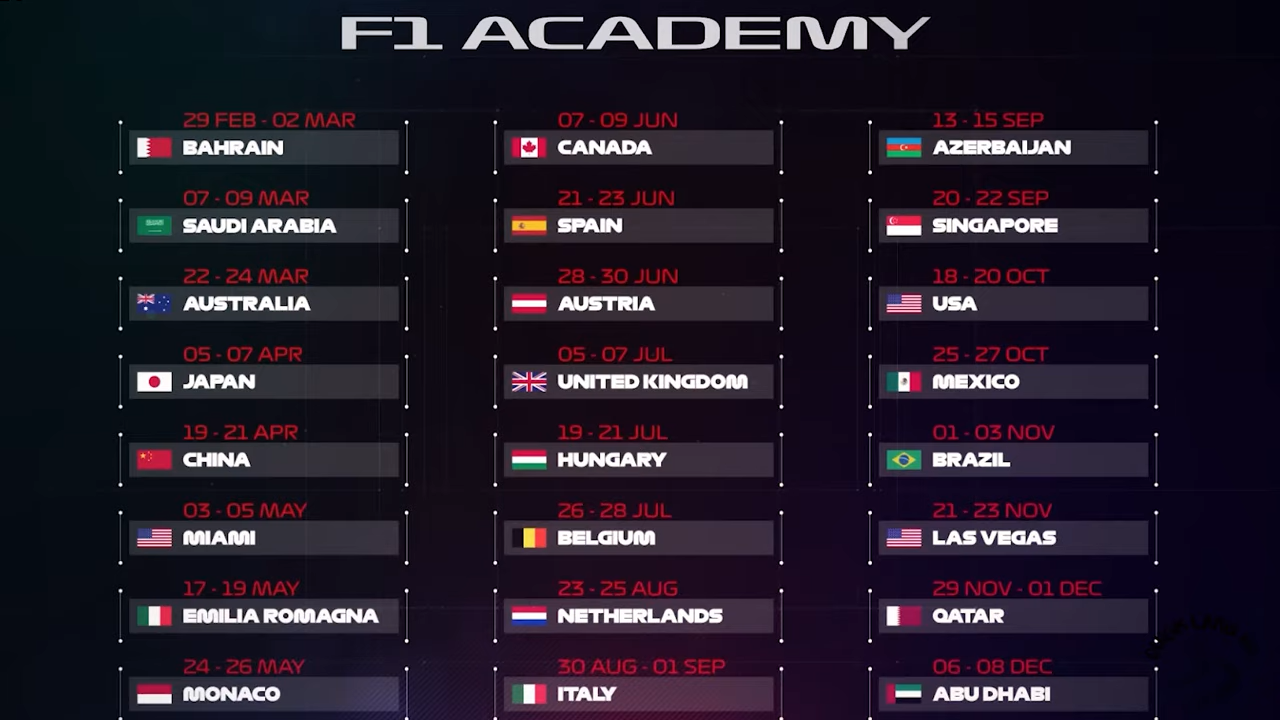 F1 ACADEMY
29 FEB - 02 MAR
BAHRAIN
07 - 09 MAR
SAUDI ARABIA
22 - 24 MAR
AUSTRALIA
05 - 07 APR
JAPAN
19 - 21 APR
CHINA
03 - 05 MAY
MIAMI
17 - 19 MAY
EMILIA ROMAGNA
24 - 26 MAY
MONACO
07 - 09 JUN
CANADA
21 - 23 JUN
SPAIN
28 - 30 JUN
AUSTRIA
05 - 07 JUL
UNITED KINGDOM
19 - 21 JUL
HUNGARY
26 - 28 JUL
BELGIUM
23 - 25 AUG
NETHERLANDS
30 AUG - 01 SEP
ITALY
13 - 15 SEP
AZERBAIJAN
20 - 22 SEP
SINGAPORE
18 - 20 OCT
USA
25 - 27 OCT
MEXICO
01 - 03 NOV
BRAZIL
21 - 23 NOV
LAS VEGAS
29 NOV - 01 DEC
QATAR
06 - 08 DEC
ABU DHABI